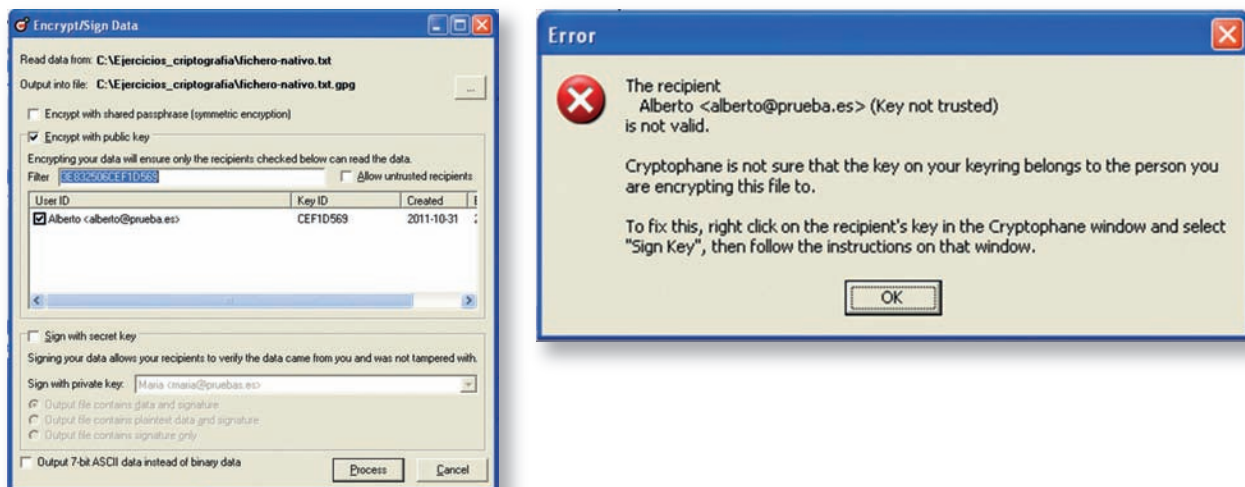 Encrypt/Sign Data
Read data from: C:\Ejercicios_criptografia\fichero-nativo.txt
Output into file: C:\Ejercicios_criptografia\fichero-nativo.txt.gpg
...
Encrypt with shared passphrase (symmetric encryption)
Encrypt with public key
Encrypting your data will ensure only the recipients checked below can read the data.
Filter Allow untrusted recipients
User ID Key ID Created
Alberto <alberto@prueba.es> CEF1D569 2011-10-31
Sign with secret key
Signing your data allows your recipients to verify the data came from you and was not tampered with.
Sign with private key: Maria <maria@pruebas.es>
Output file contains data and signature
Output file contains plaintext data and signature
Output file contains signature only
Output 7-bit ASCII data instead of binary data
Process Cancel
Error
The recipient
Alberto <alberto@prueba.es> (Key not trusted)
is not valid.
Cryptophane is not sure that the key on your keyring belongs to the person you
are encrypting this file to.
To fix this, right click on the recipient's key in the Cryptophane window and select
"Sign Key", then follow the instructions on that window.
OK